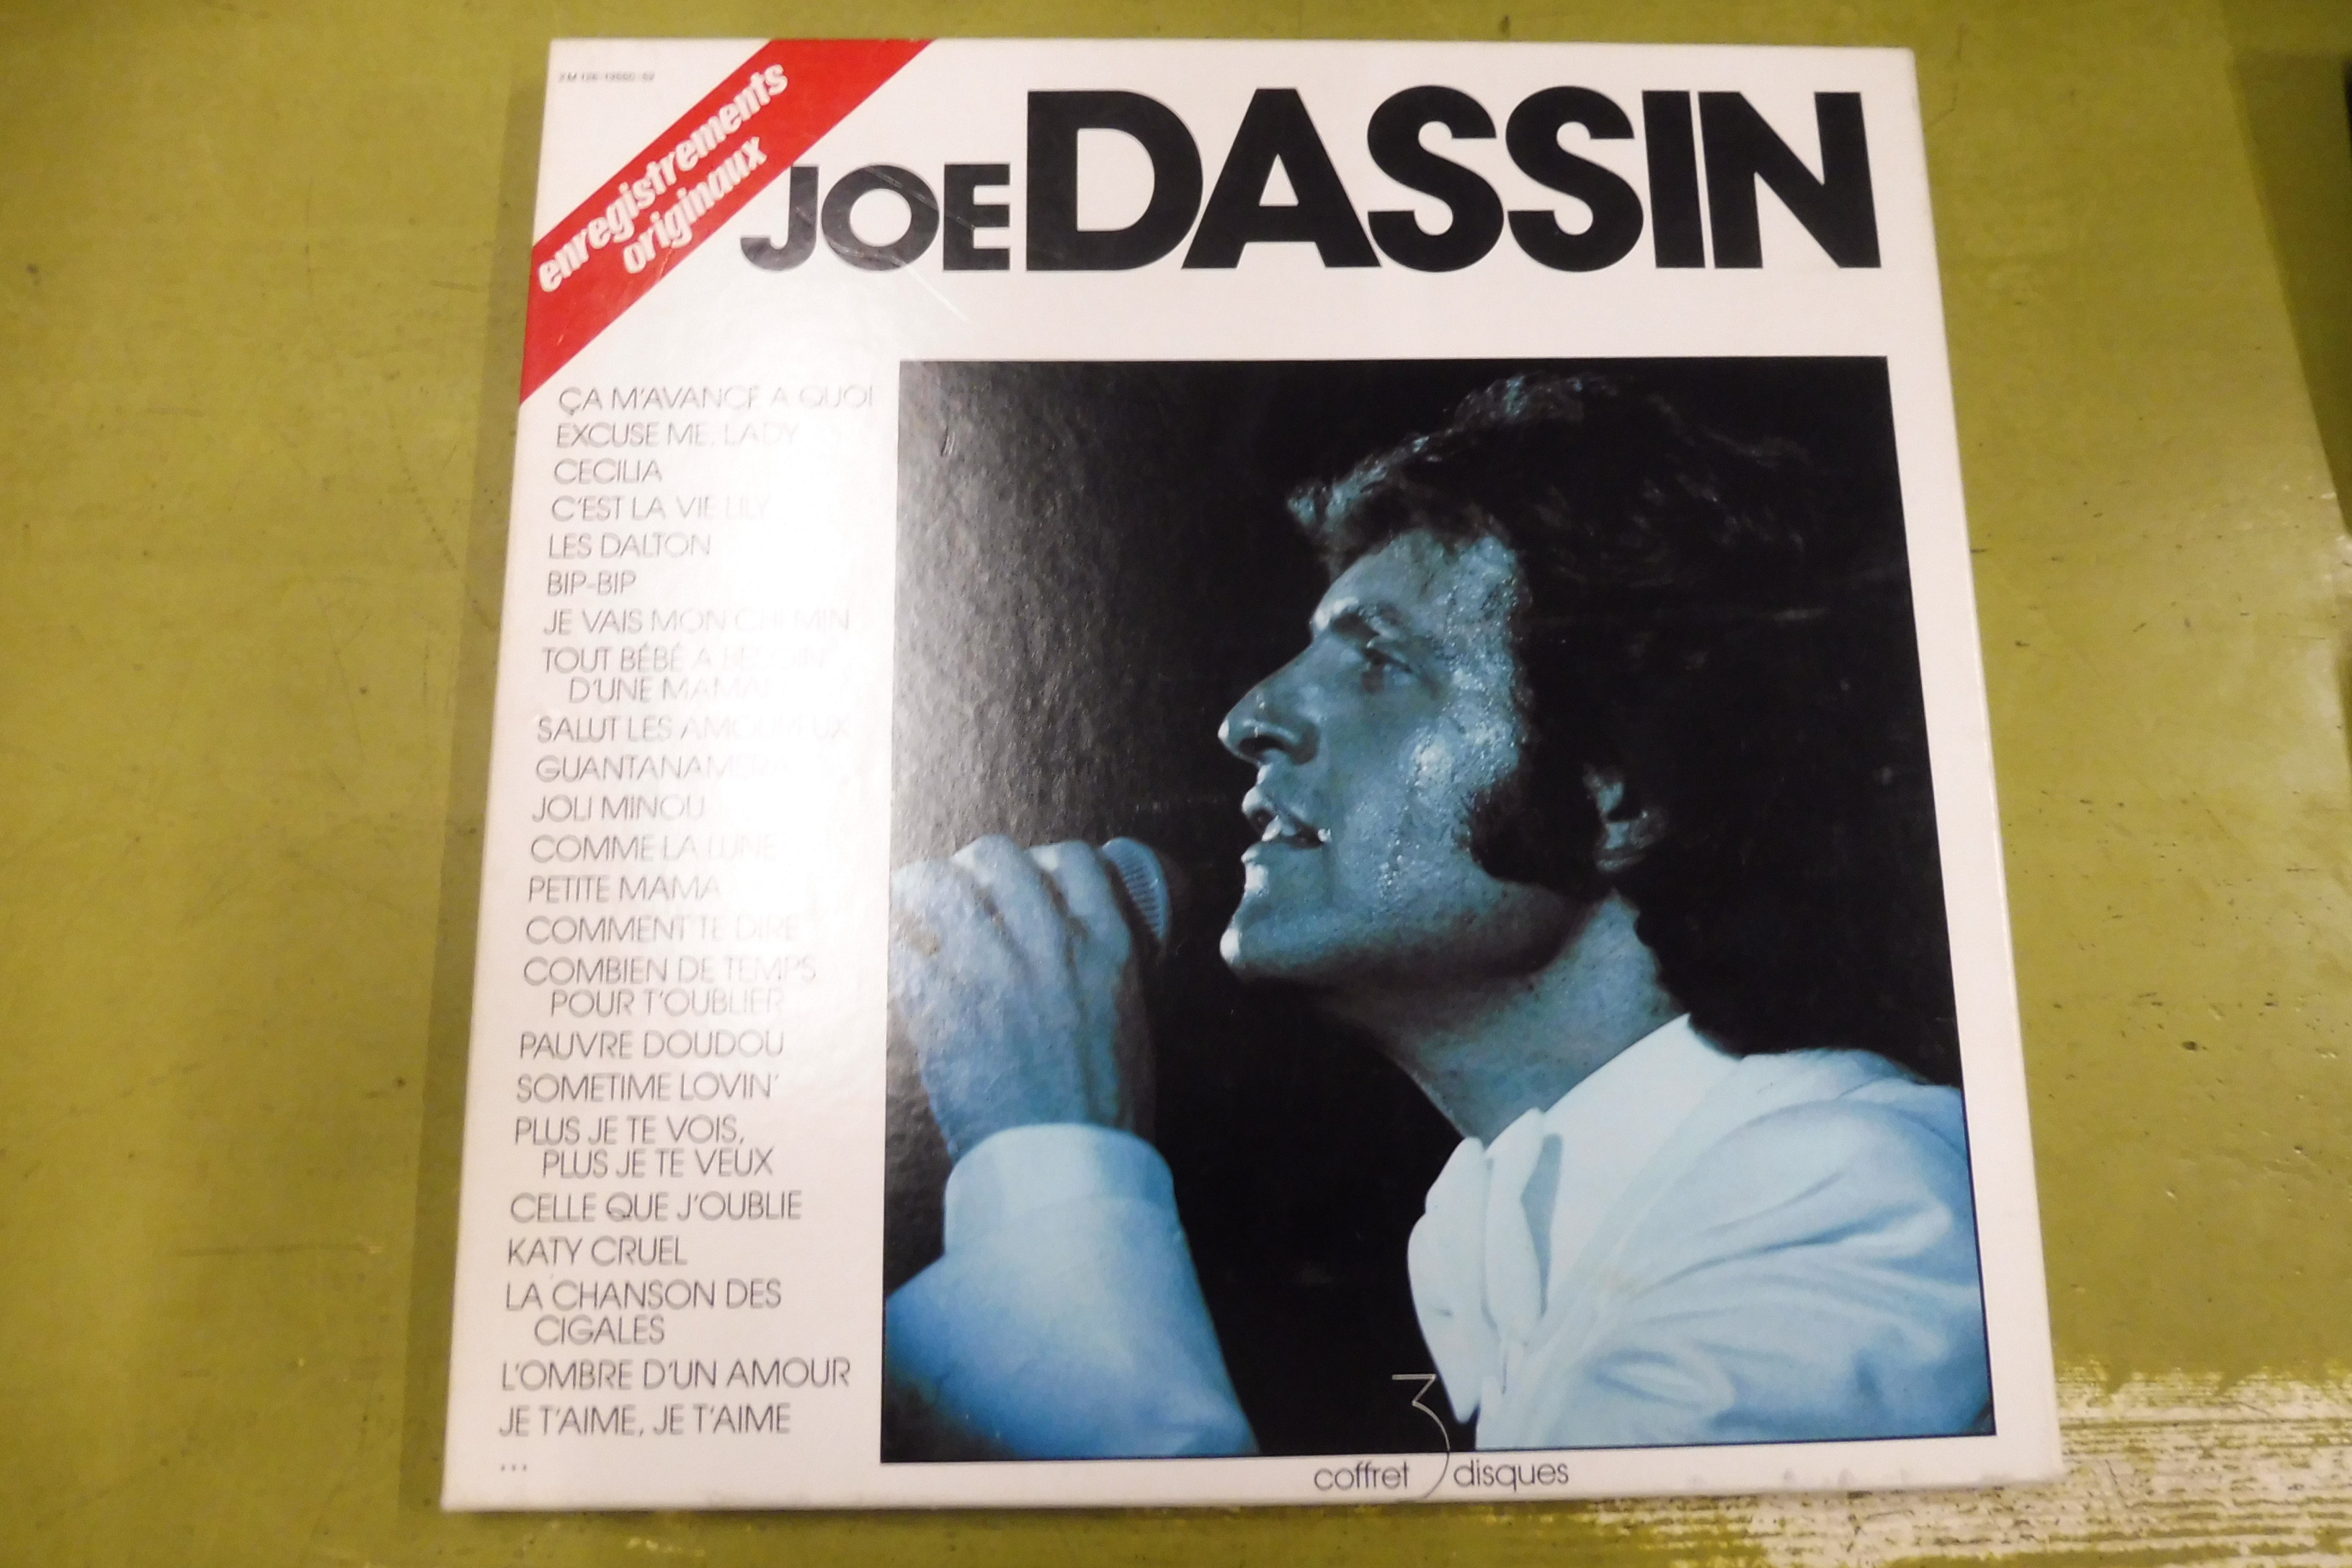 enregistrements
originaux
JOE DASSIN
ÇA M'AVANCE A QUOI
EXCUSE ME, LADY
CECILIA
C'EST LA VIE LILY
LES DALTON
BIP-BIP
JE VAIS MON CHEMIN
TOUT BÉBÉ A BESOIN
D'UNE MAMAN
SALUT LES AMOUREUX
GUANTANAMERA
JOLI MINOU
COMME LA LUNE
PETITE MAMA
COMMENT TE DIRE
COMBIEN DE TEMPS
POUR T'OUBLIER
PAUVRE DOUDOU
SOMETIME LOVIN'
PLUS JE TE VOIS,
PLUS JE TE VEUX
CELLE QUE J'OUBLIE
KATY CRUEL
LA CHANSON DES
CIGALES
L'OMBRE D'UN AMOUR
JE T'AIME, JE T'AIME
...
coffret 3 disques